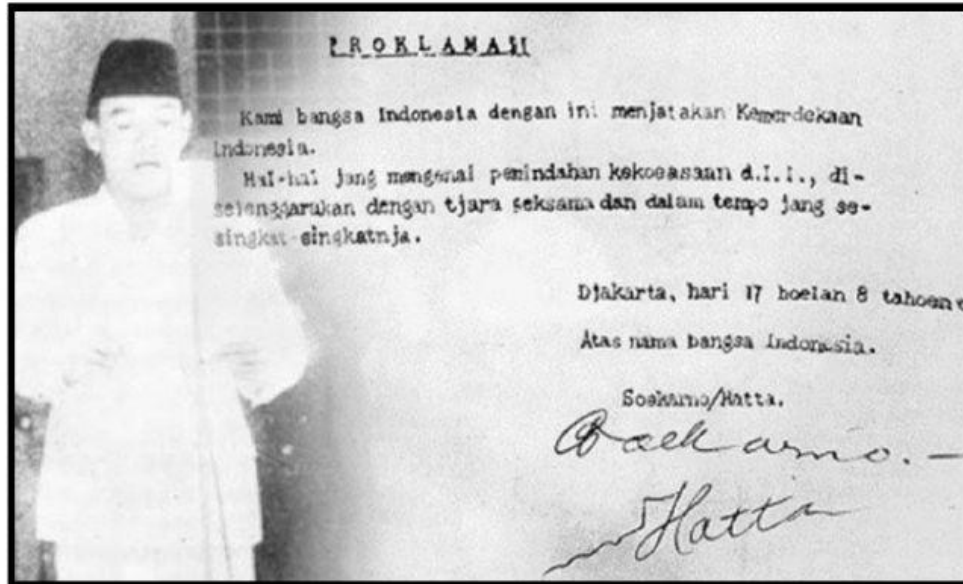 PROKLAMASI
Kami bangsa Indonesia dengan ini menjatakan Kemerdekaan
Indonesia.
Hal-hal jang mengenai pemindahan kekoeasaan d.l.l., di-
selenggarakan dengan tjara seksama dan dalam tempo jang se-
singkat-singkatnja.
Djakarta, hari 17 boelan 8 tahoen
Atas nama bangsa Indonesia.
Soekarno/Hatta.
Soekarno.-
Hatta